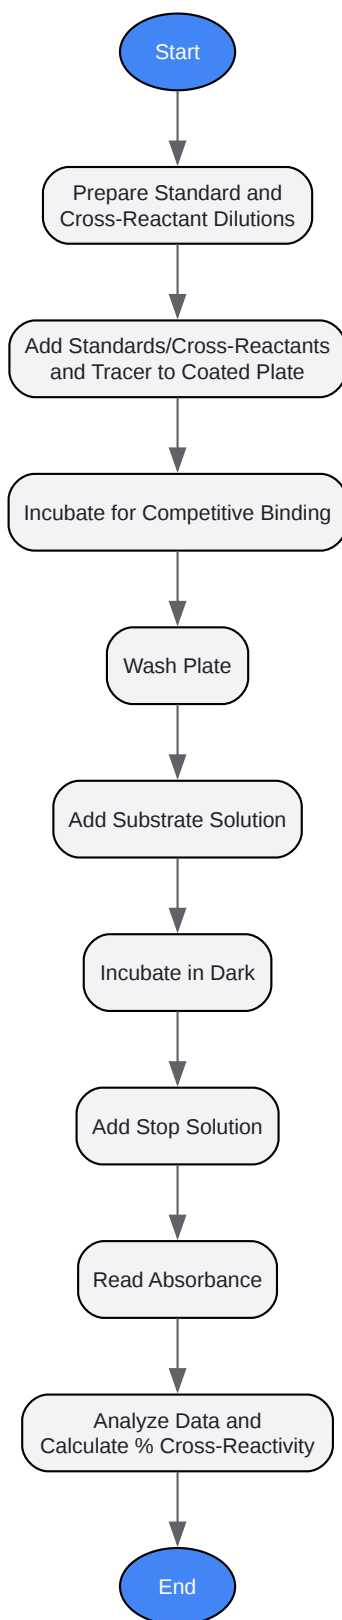 Start
Prepare Standard and
Cross-Reactant Dilutions
Add Standards/Cross-Reactants
and Tracer to Coated Plate
Incubate for Competitive Binding
Wash Plate
Add Substrate Solution
Incubate in Dark
Add Stop Solution
Read Absorbance
Analyze Data and
Calculate % Cross-Reactivity
End